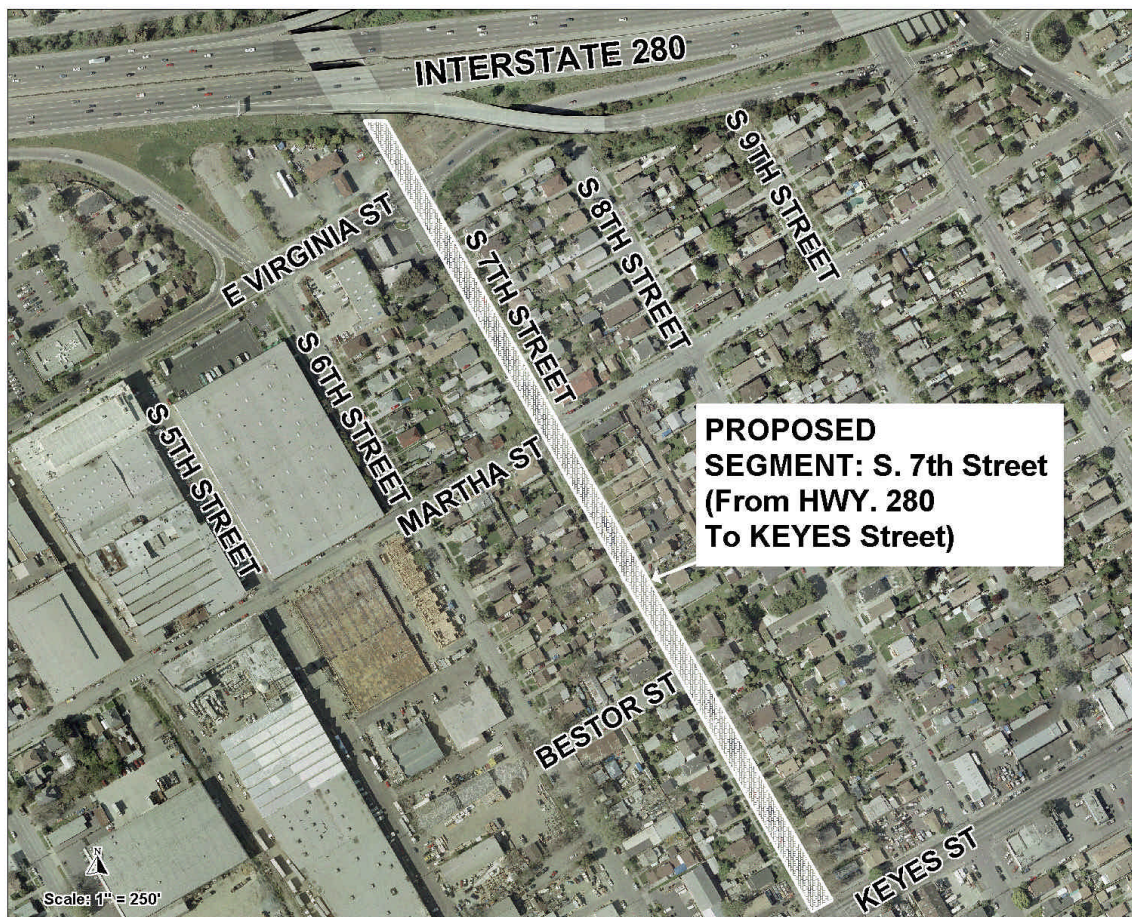 INTERSTATE 280
S 9TH STREET
S 8TH STREET
E VIRGINIA ST
S 7TH STREET
S 6TH STREET
S 5TH STREET
MARTHA ST
PROPOSED
SEGMENT: S. 7th Street
(From HWY. 280
To KEYES Street)
BESTOR ST
KEYES ST
N
Scale: 1" = 250'